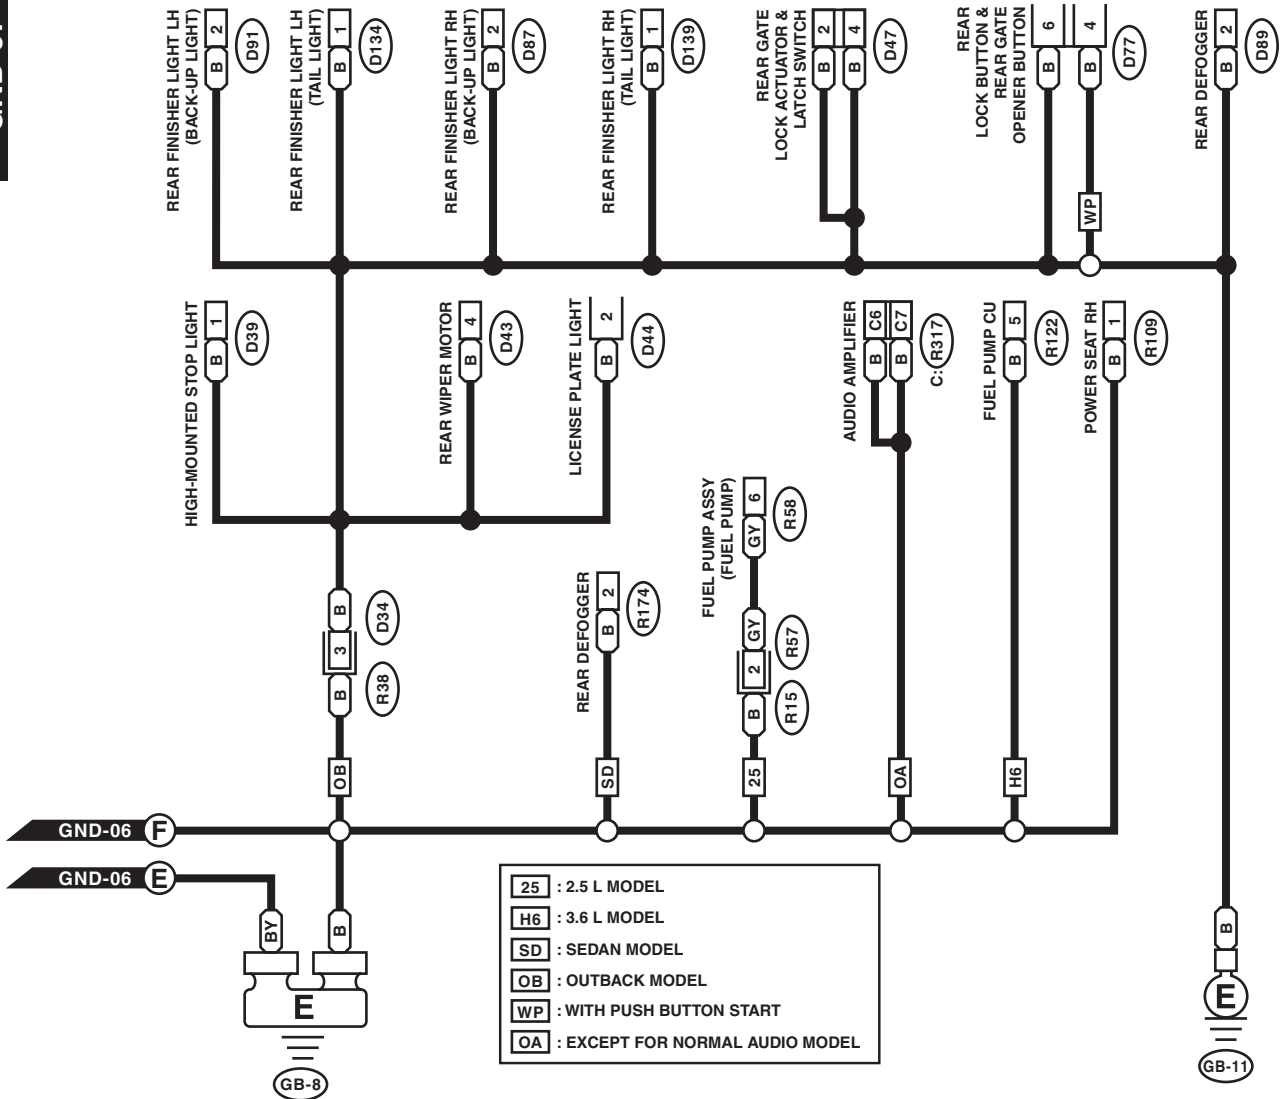 REAR FINISHER LIGHT LH
(BACK-UP LIGHT)
2
B
D91
REAR FINISHER LIGHT LH
(TAIL LIGHT)
1
B
D134
REAR FINISHER LIGHT RH
(BACK-UP LIGHT)
2
B
D87
REAR FINISHER LIGHT RH
(TAIL LIGHT)
1
B
D139
REAR GATE
LOCK ACTUATOR &
LATCH SWITCH
2
4
B
B
D47
REAR
LOCK BUTTON &
REAR GATE
OPENER BUTTON
6
4
B
B
D77
WP
REAR DEFOGGER
2
B
D89
HIGH-MOUNTED STOP LIGHT
1
B
D39
REAR WIPER MOTOR
4
B
D43
LICENSE PLATE LIGHT
2
B
D44
AUDIO AMPLIFIER
C6
C7
B
B
C: R317
FUEL PUMP CU
5
B
R122
POWER SEAT RH
1
B
R109
B
D34
3
B
R38
OB
REAR DEFOGGER
2
B
R174
SD
FUEL PUMP ASSY
(FUEL PUMP)
6
GY
R58
GY
R57
2
B
R15
25
OA
H6
GND-06 F
GND-06 E
BY
B
E
GB-8
25 : 2.5 L MODEL
H6 : 3.6 L MODEL
SD : SEDAN MODEL
OB : OUTBACK MODEL
WP : WITH PUSH BUTTON START
OA : EXCEPT FOR NORMAL AUDIO MODEL
B
E
GB-11